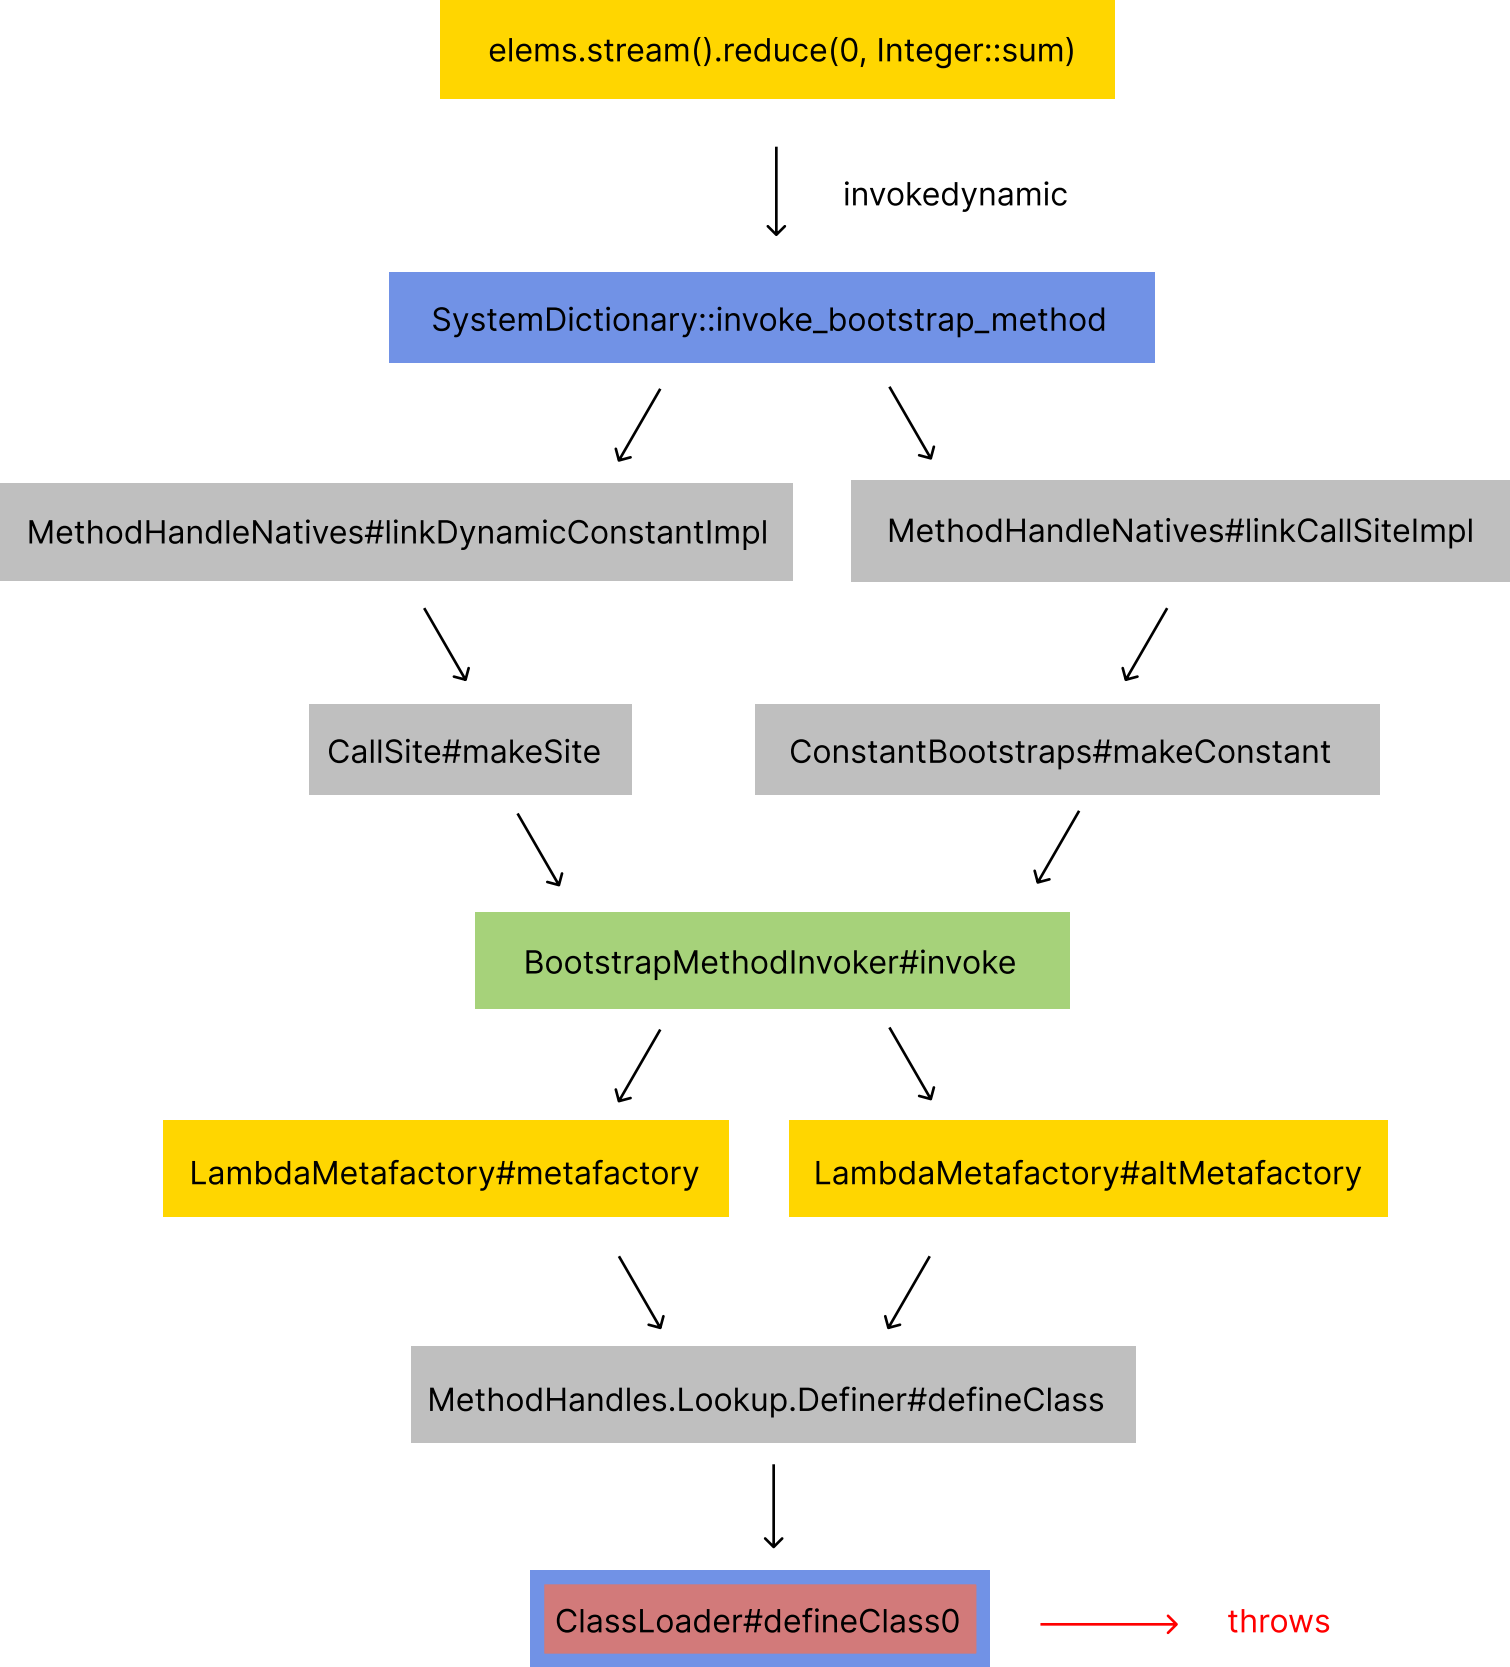 elems.stream().reduce(0, Integer::sum)
invokedynamic
SystemDictionary::invoke_bootstrap_method
MethodHandleNatives#linkDynamicConstantImpl
MethodHandleNatives#linkCallSiteImpl
CallSite#makeSite
ConstantBootstraps#makeConstant
BootstrapMethodInvoker#invoke
LambdaMetafactory#metafactory
LambdaMetafactory#altMetafactory
MethodHandles.Lookup.Definer#defineClass
ClassLoader#defineClass0
throws